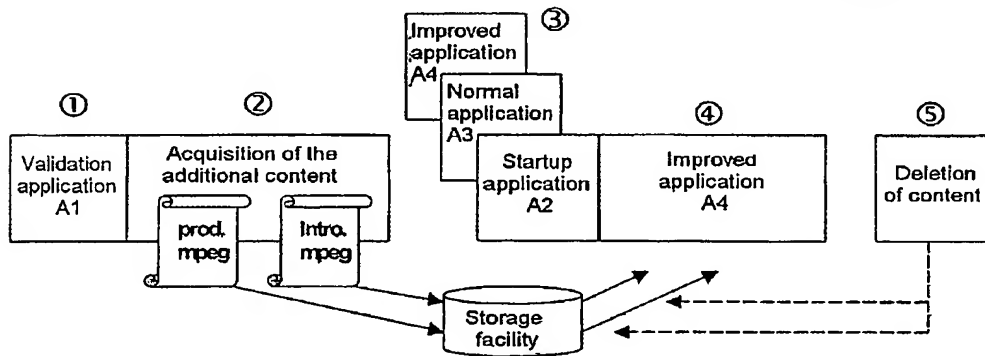 ③
Improved
application
A4
Normal
application
A3
①
②
④
⑤
Validation
application
A1
Acquisition of the
additional content
prod.
mpeg
Intro.
mpeg
Startup
application
A2
Improved
application
A4
Deletion
of content
Storage
facility